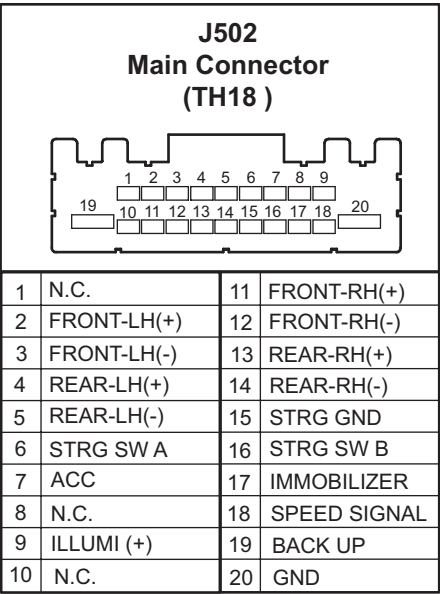 J502
Main Connector
(TH18 )
1 2 3 4 5 6 7 8 9
19 10 11 12 13 14 15 16 17 18 20
1 N.C. 11 FRONT-RH(+)
2 FRONT-LH(+) 12 FRONT-RH(-)
3 FRONT-LH(-) 13 REAR-RH(+)
4 REAR-LH(+) 14 REAR-RH(-)
5 REAR-LH(-) 15 STRG GND
6 STRG SW A 16 STRG SW B
7 ACC 17 IMMOBILIZER
8 N.C. 18 SPEED SIGNAL
9 ILLUMI (+) 19 BACK UP
10 N.C. 20 GND